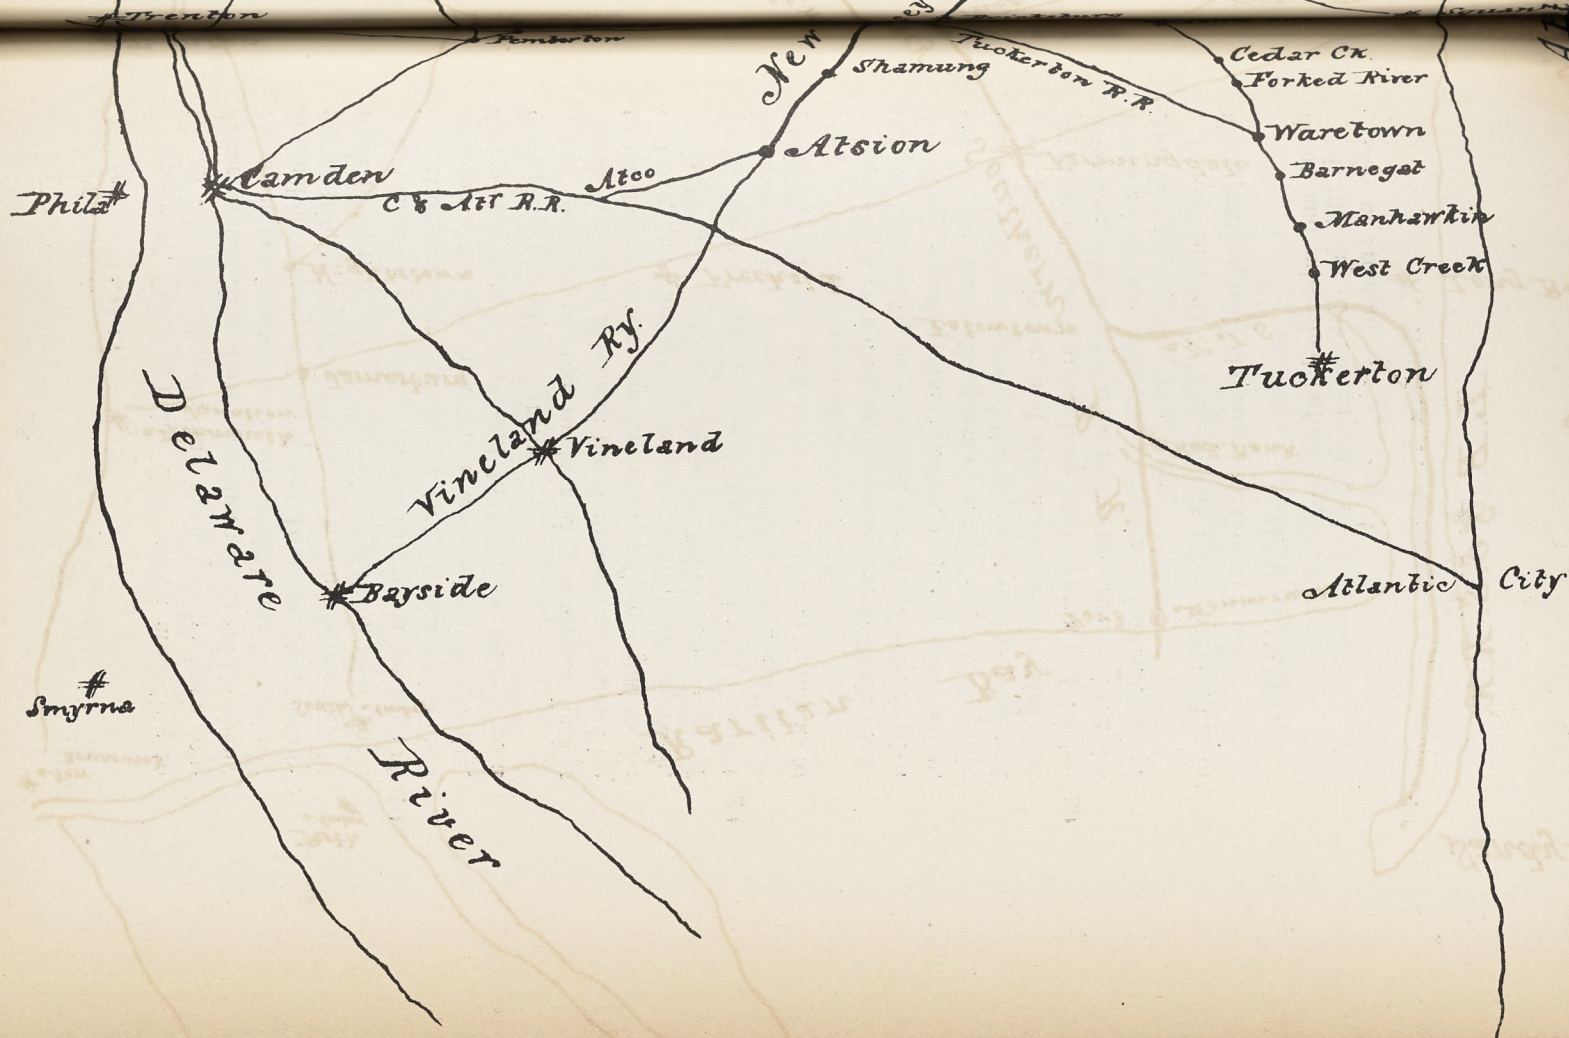 Trenton
Pemberton
Tuckerton R.R.
Cedar Ck.
Forked River
New
Shamung
Waretown
Atsion
Barnegat
Camden
Atco
Phila
C & Atl R.R.
Manhawkin
West Creek
Tuckerton
Vineland Ry.
Vineland
Delaware
River
Bayside
Atlantic City
Smyrna